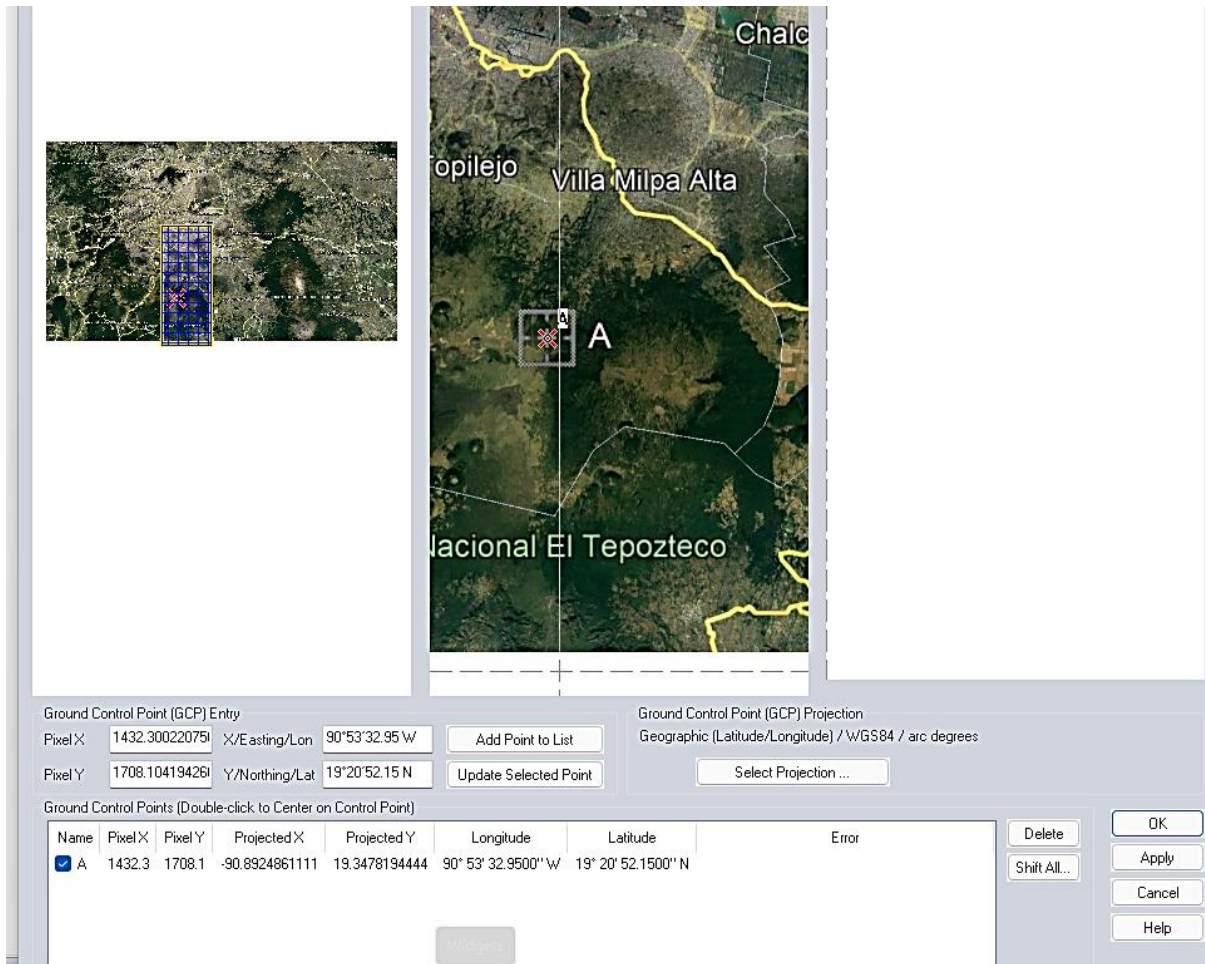 Chalc
opilejo
Villa Milpa Alta
A
A
Nacional El Tepozteco
Ground Control Point (GCP) Entry
Pixel X 1432.300220750 X/Easting/Lon 90°53'32.95 W Add Point to List
Pixel Y 1708.104194260 Y/Northing/Lat 19°20'52.15 N Update Selected Point
Ground Control Point (GCP) Projection
Geographic (Latitude/Longitude) / WGS84 / arc degrees
Select Projection ...
Ground Control Points (Double-click to Center on Control Point)
Name Pixel X Pixel Y Projected X Projected Y Longitude Latitude Error
A 1432.3 1708.1 -90.8924861111 19.3478194444 90° 53' 32.9500'' W 19° 20' 52.1500'' N
Delete
Shift All...
OK
Apply
Cancel
Help
Widgets